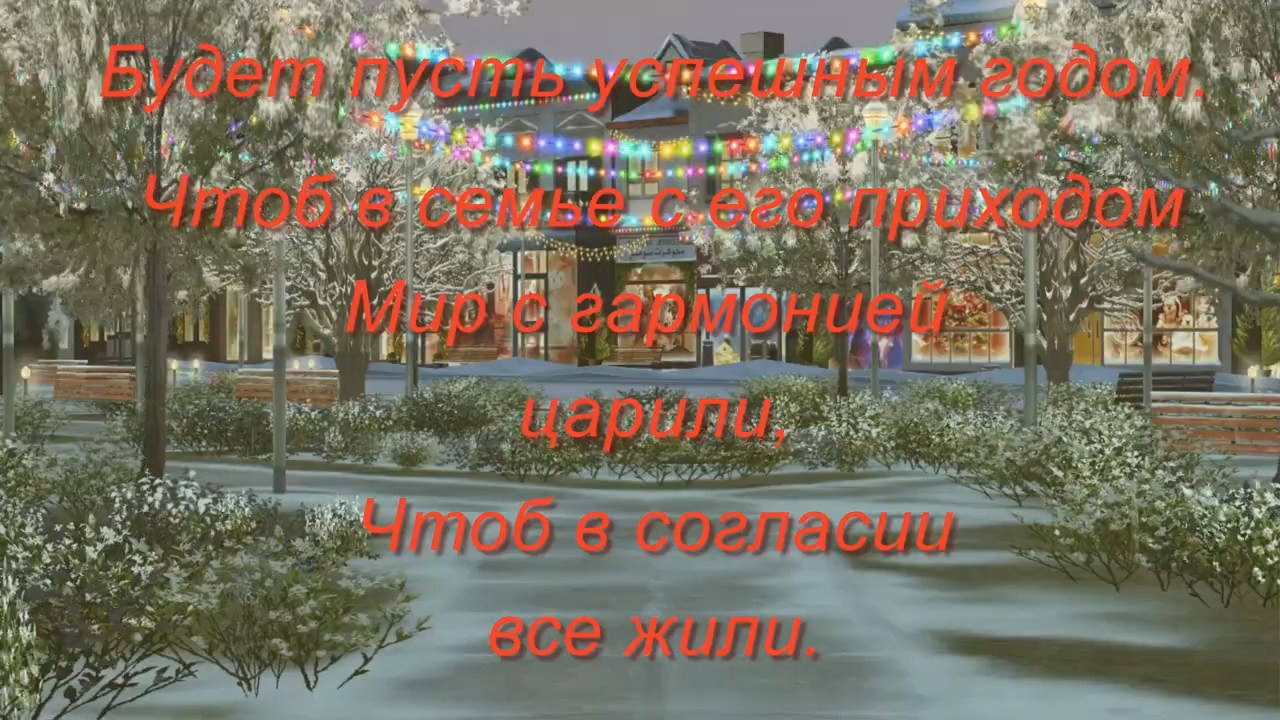 Будет пусть успешным годом.
Чтоб в семье с его приходом
Мир с гармонией
царили,
Чтоб в согласии
все жили.